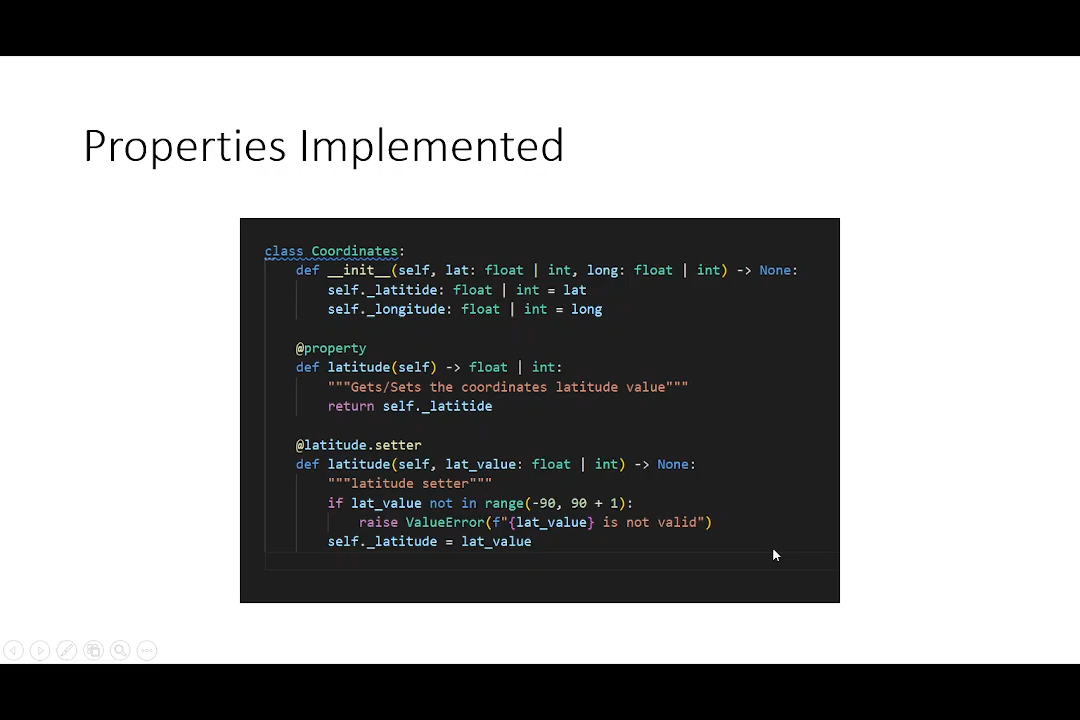 Properties Implemented
class Coordinates:
    def __init__(self, lat: float | int, long: float | int) -> None:
        self._latitide: float | int = lat
        self._longitude: float | int = long
    @property
    def latitude(self) -> float | int:
        """Gets/Sets the coordinates latitude value"""
        return self._latitide
    @latitude.setter
    def latitude(self, lat_value: float | int) -> None:
        """latitude setter"""
        if lat_value not in range(-90, 90 + 1):
            raise ValueError(f"{lat_value} is not valid")
        self._latitude = lat_value